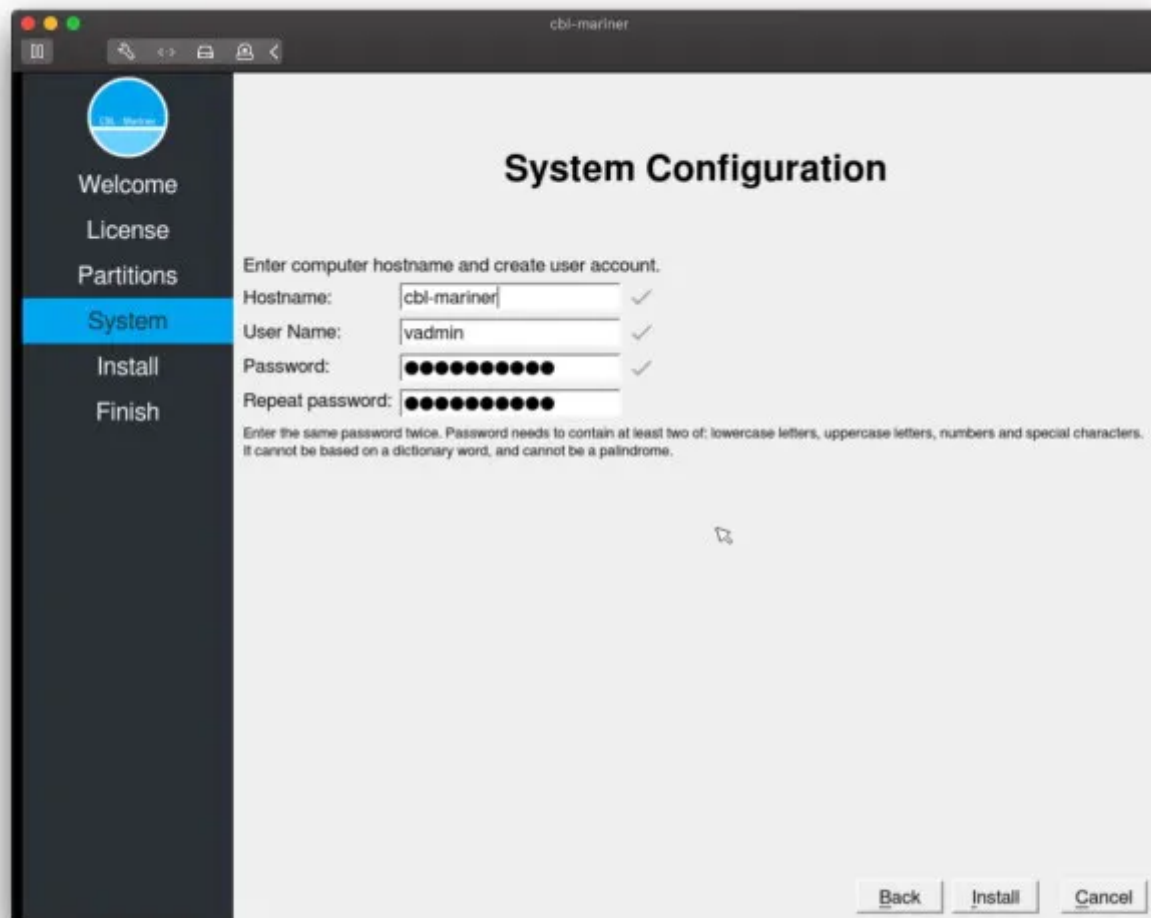 cbl-mariner
CBL - Mariner
Welcome
License
Partitions
System
Install
Finish
System Configuration
Enter computer hostname and create user account.
Hostname: cbl-mariner
User Name: vadmin
Password: ●●●●●●●●●●
Repeat password: ●●●●●●●●●●
Enter the same password twice. Password needs to contain at least two of: lowercase letters, uppercase letters, numbers and special characters.
It cannot be based on a dictionary word, and cannot be a palindrome.
Back Install Cancel